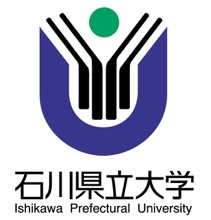 石川県立大学
Ishikawa Prefectural University